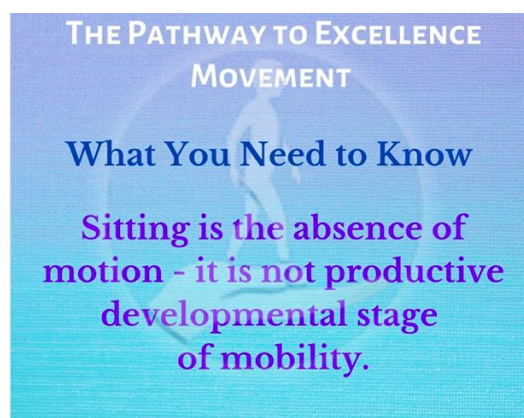 THE PATHWAY TO EXCELLENCE
MOVEMENT
What You Need to Know
Sitting is the absence of
motion - it is not productive
developmental stage
of mobility.